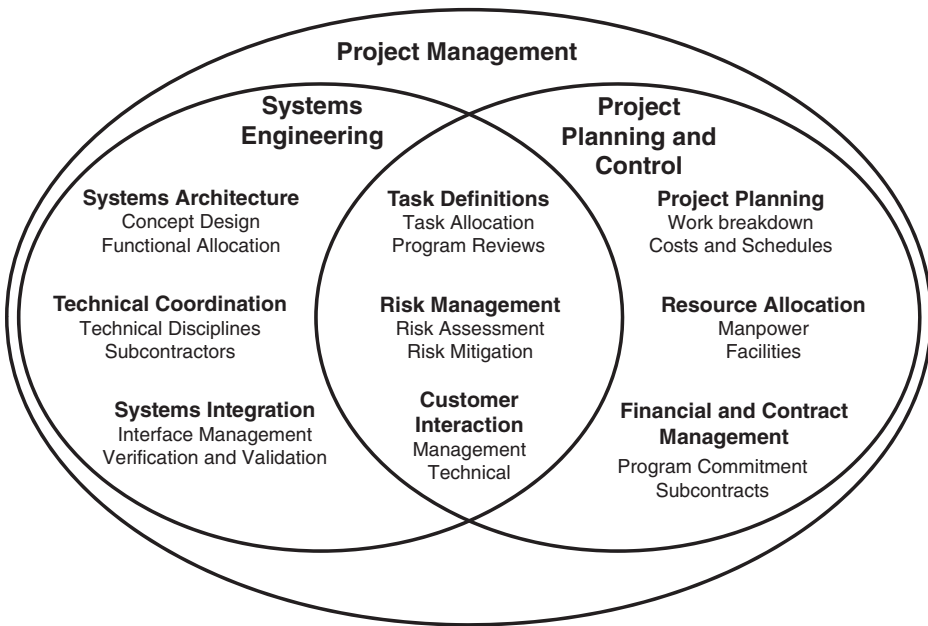 Project Management
Systems
Engineering
Project
Planning and
Control
Systems Architecture
Concept Design
Functional Allocation
Task Definitions
Task Allocation
Program Reviews
Project Planning
Work breakdown
Costs and Schedules
Technical Coordination
Technical Disciplines
Subcontractors
Risk Management
Risk Assessment
Risk Mitigation
Resource Allocation
Manpower
Facilities
Systems Integration
Interface Management
Verification and Validation
Customer
Interaction
Management
Technical
Financial and Contract
Management
Program Commitment
Subcontracts